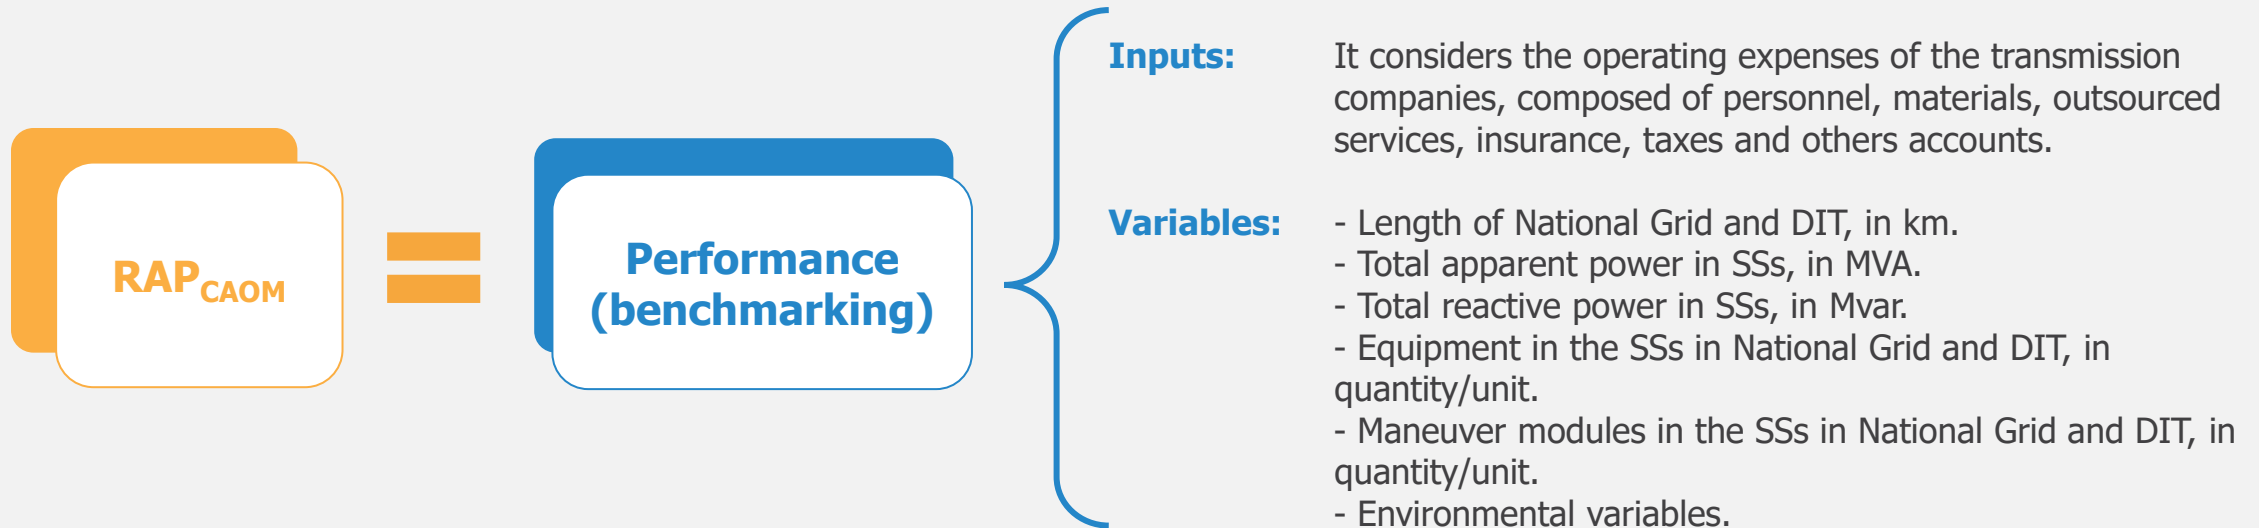 RAP_CAOM
Performance
(benchmarking)
Inputs:
It considers the operating expenses of the transmission
companies, composed of personnel, materials, outsourced
services, insurance, taxes and others accounts.
Variables:
- Length of National Grid and DIT, in km.
- Total apparent power in SSs, in MVA.
- Total reactive power in SSs, in Mvar.
- Equipment in the SSs in National Grid and DIT, in
quantity/unit.
- Maneuver modules in the SSs in National Grid and DIT, in
quantity/unit.
- Environmental variables.